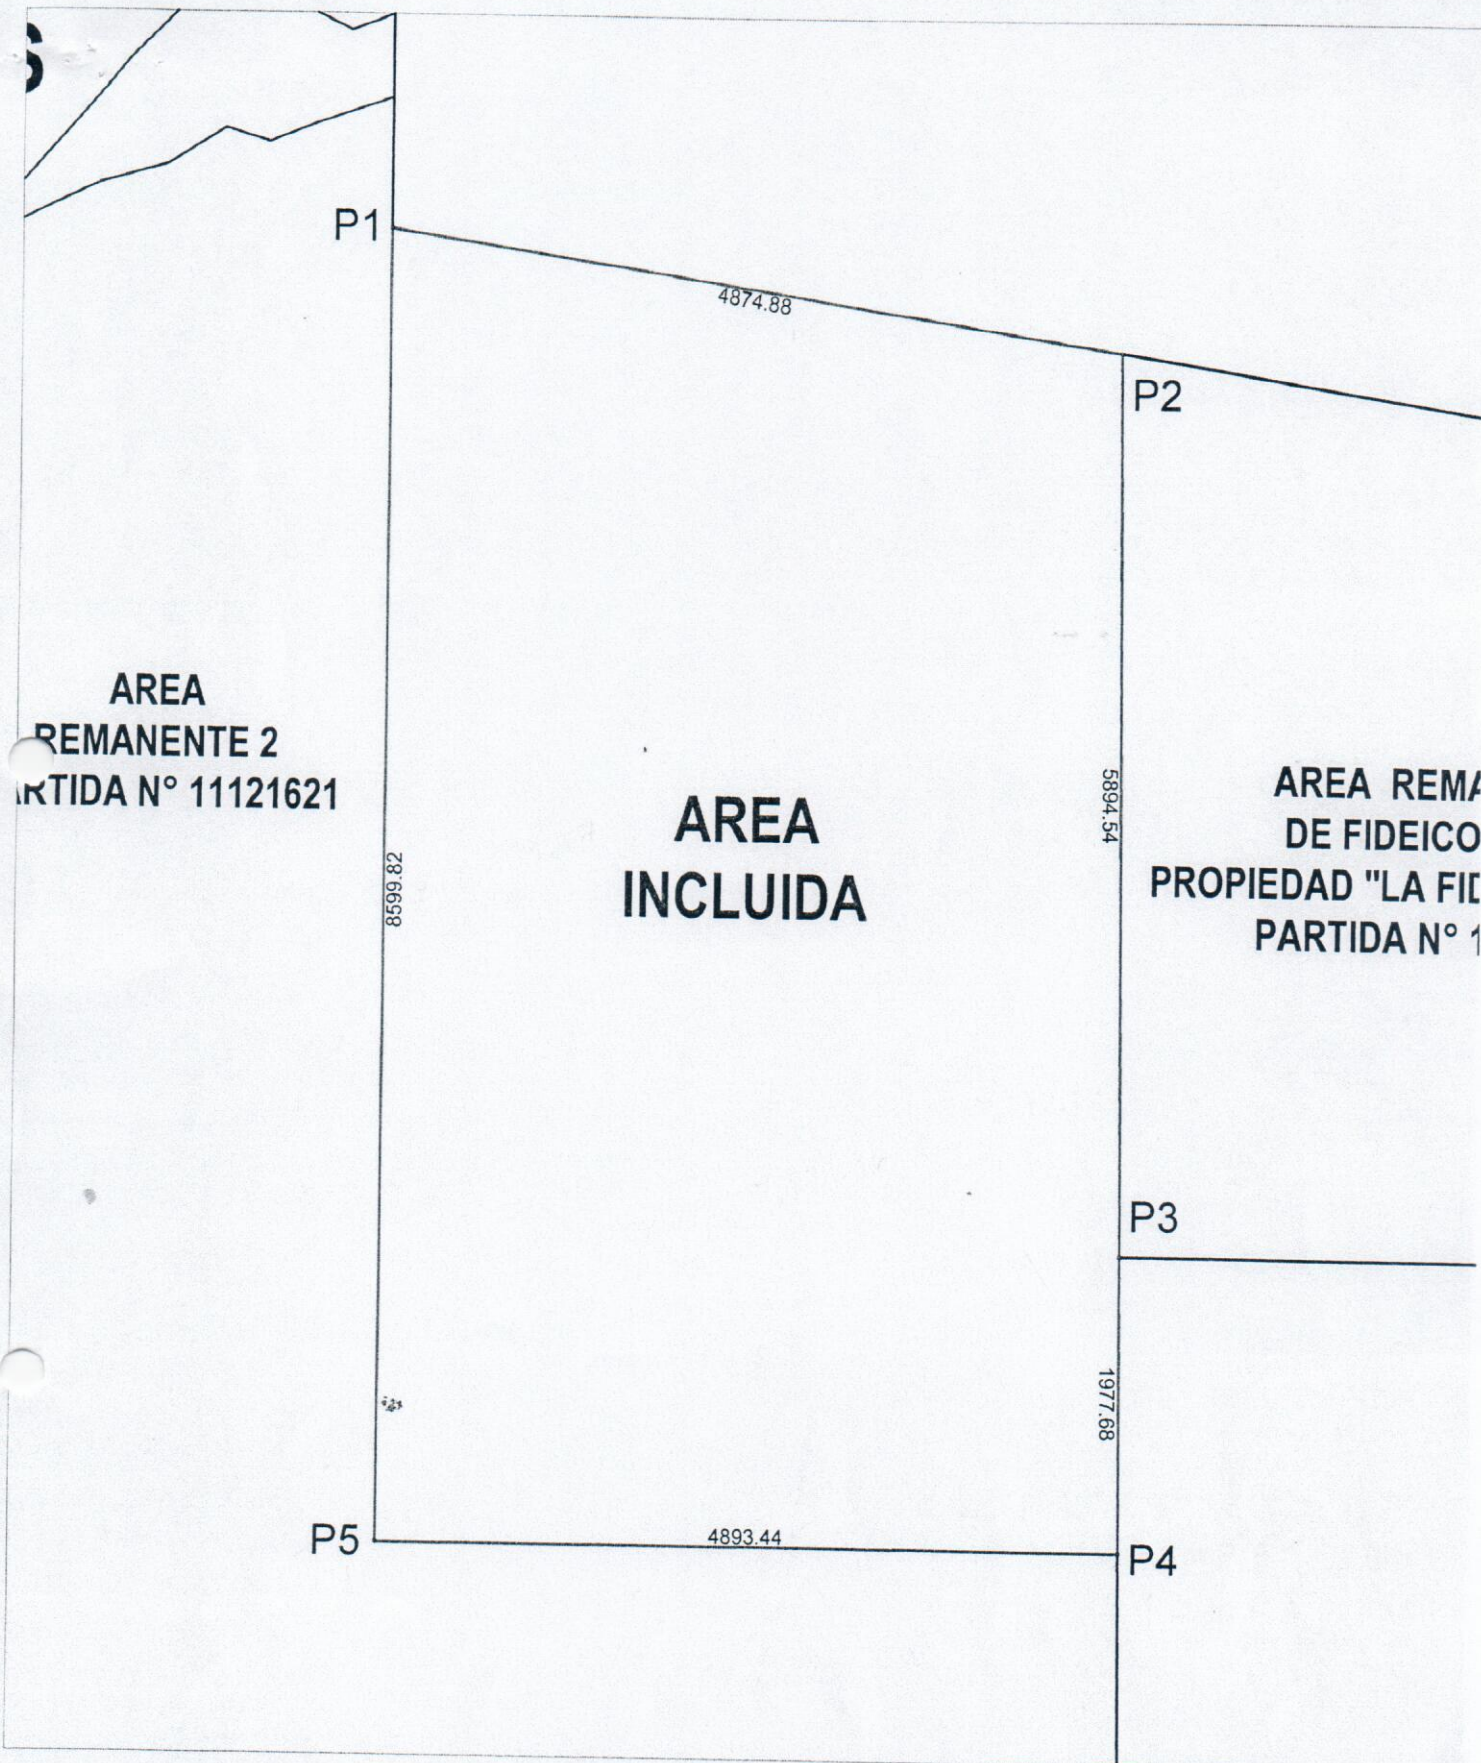 S
P1
4874.88
P2
AREA
REMANENTE 2
ARTIDA N° 11121621
8599.82
AREA
INCLUIDA
5894.54
AREA REMA
DE FIDEICO
PROPIEDAD "LA FID
PARTIDA N° 1
P3
1977.68
P5
4893.44
P4